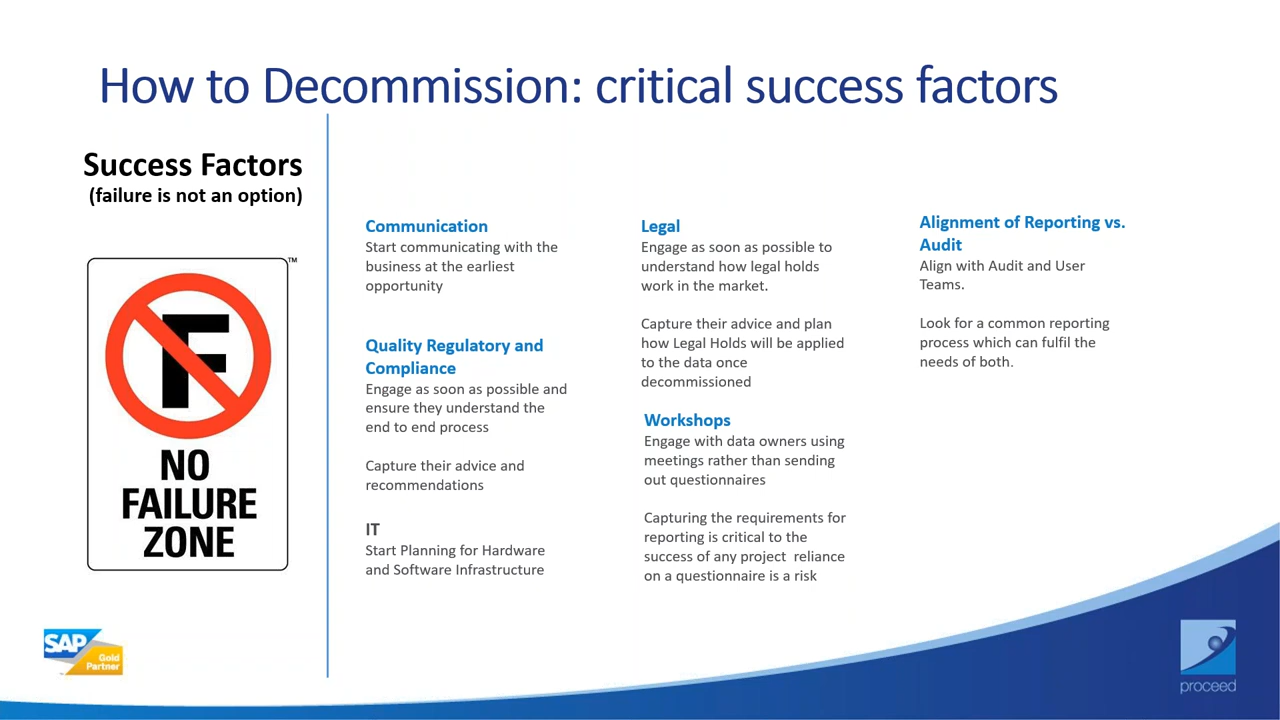 How to Decommission: critical success factors
Success Factors
(failure is not an option)
F
™
NO
FAILURE
ZONE
Communication
Start communicating with the
business at the earliest
opportunity
Quality Regulatory and
Compliance
Engage as soon as possible and
ensure they understand the
end to end process
Capture their advice and
recommendations
IT
Start Planning for Hardware
and Software Infrastructure
Legal
Engage as soon as possible to
understand how legal holds
work in the market.
Capture their advice and plan
how Legal Holds will be applied
to the data once
decommissioned
Workshops
Engage with data owners using
meetings rather than sending
out questionnaires
Capturing the requirements for
reporting is critical to the
success of any project  reliance
on a questionnaire is a risk
Alignment of Reporting vs.
Audit
Align with Audit and User
Teams.
Look for a common reporting
process which can fulfil the
needs of both.
SAP
Gold
Partner
proceed